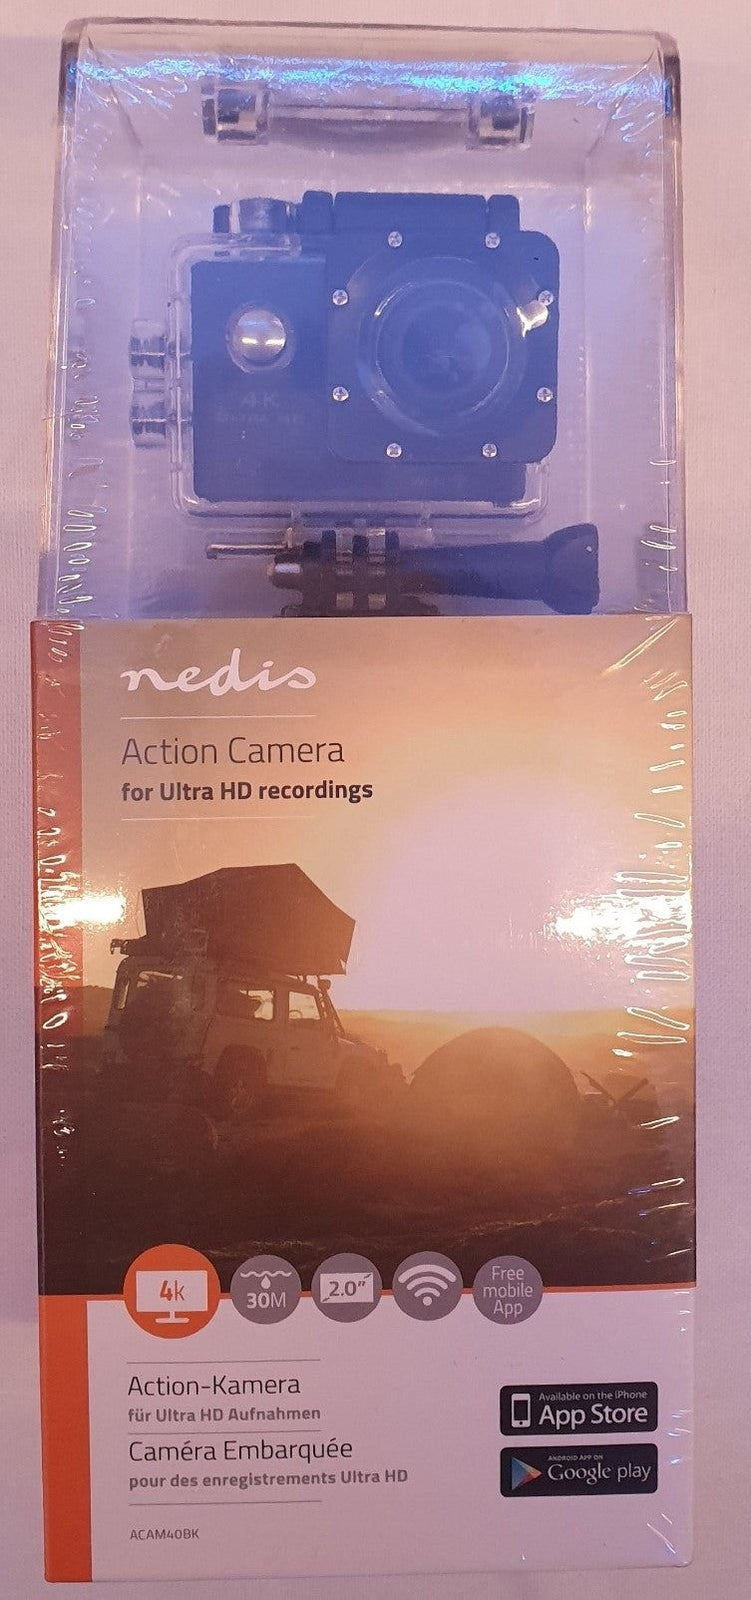 4K
nedis
Action Camera
for Ultra HD recordings
4k
30M
2.0"
Free
mobile
App
Action-Kamera
für Ultra HD Aufnahmen
Caméra Embarquée
pour des enregistrements Ultra HD
ACAM40BK
Available on the iPhone
App Store
ANDROID APP ON
Google play